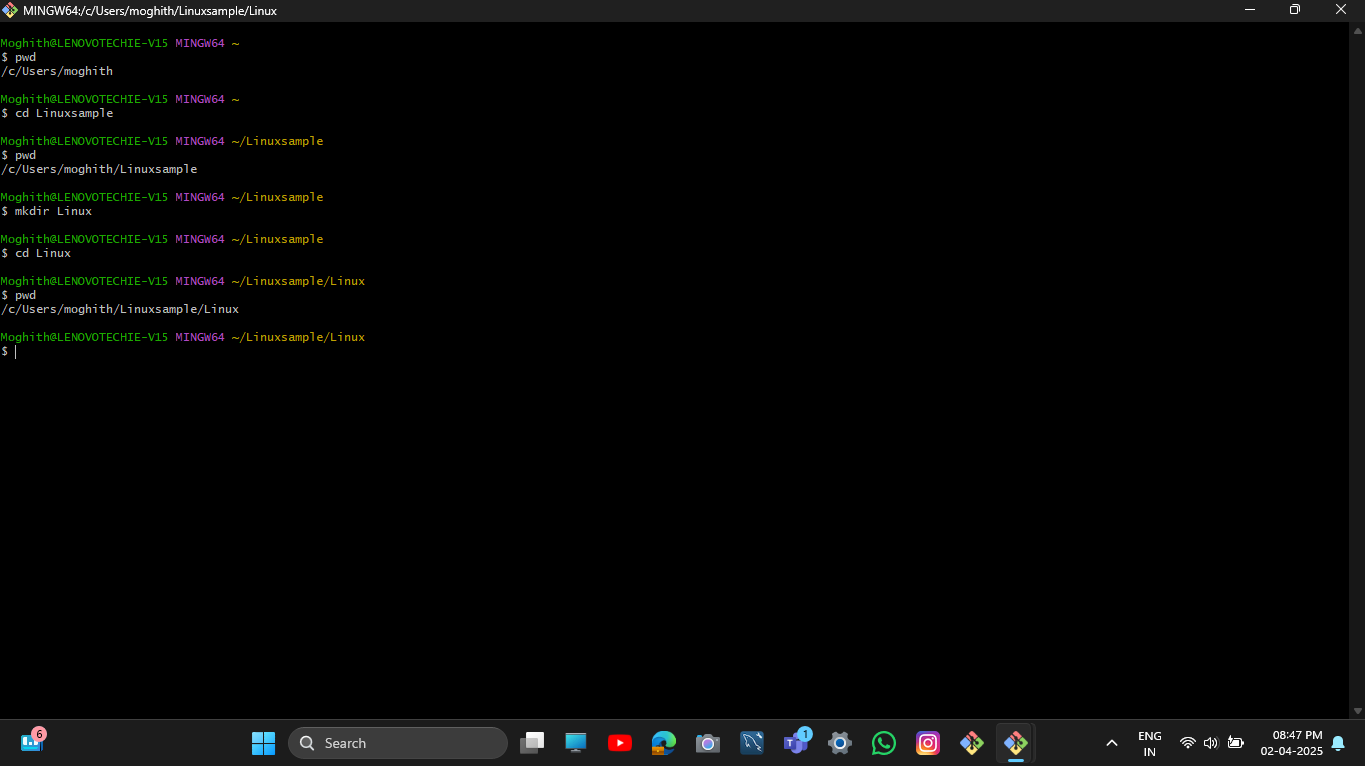 MINGW64:/c/Users/moghith/Linuxsample/Linux
Moghith@LENOVOTECHIE-V15 MINGW64 ~
$ pwd
/c/Users/moghith
Moghith@LENOVOTECHIE-V15 MINGW64 ~
$ cd Linuxsample
Moghith@LENOVOTECHIE-V15 MINGW64 ~/Linuxsample
$ pwd
/c/Users/moghith/Linuxsample
Moghith@LENOVOTECHIE-V15 MINGW64 ~/Linuxsample
$ mkdir Linux
Moghith@LENOVOTECHIE-V15 MINGW64 ~/Linuxsample
$ cd Linux
Moghith@LENOVOTECHIE-V15 MINGW64 ~/Linuxsample/Linux
$ pwd
/c/Users/moghith/Linuxsample/Linux
Moghith@LENOVOTECHIE-V15 MINGW64 ~/Linuxsample/Linux
$
6
Search
T
1
ENG
IN
08:47 PM
02-04-2025